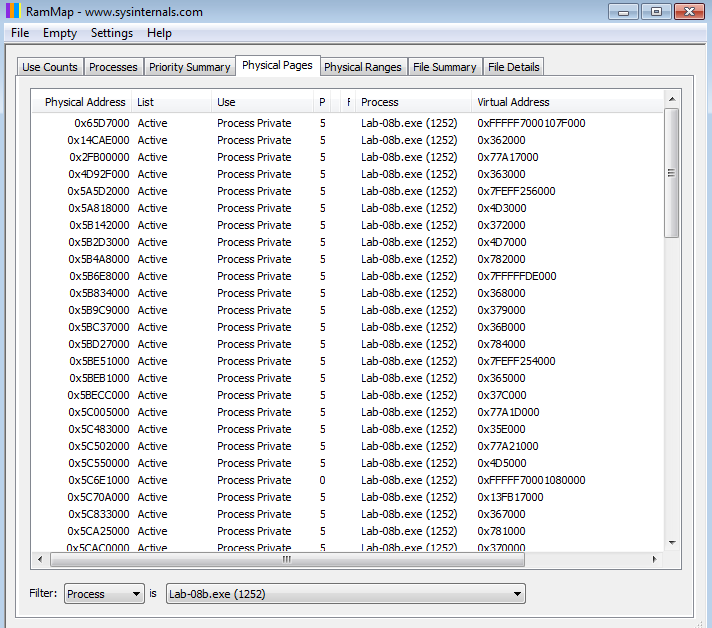 RamMap - www.sysinternals.com
File Empty Settings Help
Use Counts Processes Priority Summary Physical Pages Physical Ranges File Summary File Details
Physical Address List Use P F Process Virtual Address
0x65D7000 Active Process Private 5 Lab-08b.exe (1252) 0xFFFFF7000107F000
0x14CAE000 Active Process Private 5 Lab-08b.exe (1252) 0x362000
0x2FB00000 Active Process Private 5 Lab-08b.exe (1252) 0x77A17000
0x4D92F000 Active Process Private 5 Lab-08b.exe (1252) 0x363000
0x5A5D2000 Active Process Private 5 Lab-08b.exe (1252) 0x7FEFF256000
0x5A818000 Active Process Private 5 Lab-08b.exe (1252) 0x4D3000
0x5B142000 Active Process Private 5 Lab-08b.exe (1252) 0x372000
0x5B2D3000 Active Process Private 5 Lab-08b.exe (1252) 0x4D7000
0x5B4A8000 Active Process Private 5 Lab-08b.exe (1252) 0x782000
0x5B6E8000 Active Process Private 5 Lab-08b.exe (1252) 0x7FFFFFDE000
0x5B834000 Active Process Private 5 Lab-08b.exe (1252) 0x368000
0x5B9C9000 Active Process Private 5 Lab-08b.exe (1252) 0x379000
0x5BC37000 Active Process Private 5 Lab-08b.exe (1252) 0x36B000
0x5BD27000 Active Process Private 5 Lab-08b.exe (1252) 0x784000
0x5BE51000 Active Process Private 5 Lab-08b.exe (1252) 0x7FEFF254000
0x5BEB1000 Active Process Private 5 Lab-08b.exe (1252) 0x365000
0x5BECC000 Active Process Private 5 Lab-08b.exe (1252) 0x37C000
0x5C005000 Active Process Private 5 Lab-08b.exe (1252) 0x77A1D000
0x5C483000 Active Process Private 5 Lab-08b.exe (1252) 0x35E000
0x5C502000 Active Process Private 5 Lab-08b.exe (1252) 0x77A21000
0x5C550000 Active Process Private 5 Lab-08b.exe (1252) 0x4D5000
0x5C6E1000 Active Process Private 0 Lab-08b.exe (1252) 0xFFFFF70001080000
0x5C70A000 Active Process Private 5 Lab-08b.exe (1252) 0x13FB17000
0x5C833000 Active Process Private 5 Lab-08b.exe (1252) 0x367000
0x5CA25000 Active Process Private 5 Lab-08b.exe (1252) 0x781000
0x5CAC0000 Active Process Private 5 Lab-08b.exe (1252) 0x370000
Filter: Process is Lab-08b.exe (1252)